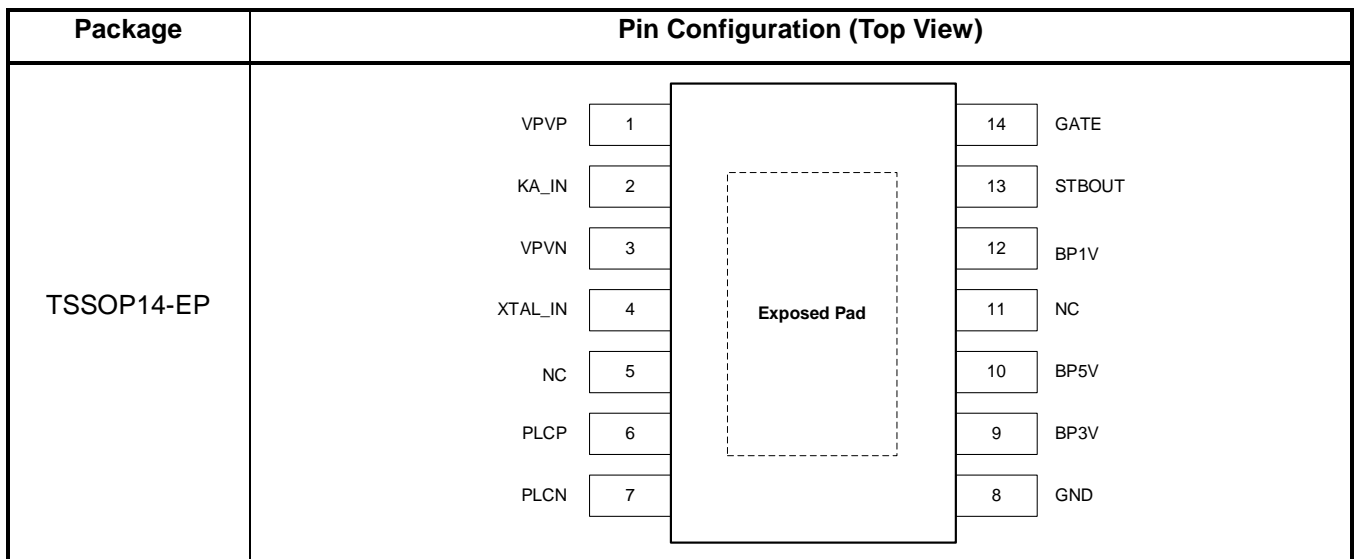 Package Pin Configuration (Top View)
VPVP 1 14 GATE
KA_IN 2 13 STBOUT
VPVN 3 12 BP1V
TSSOP14-EP XTAL_IN 4 Exposed Pad 11 NC
NC 5 10 BP5V
PLCP 6 9 BP3V
PLCN 7 8 GND